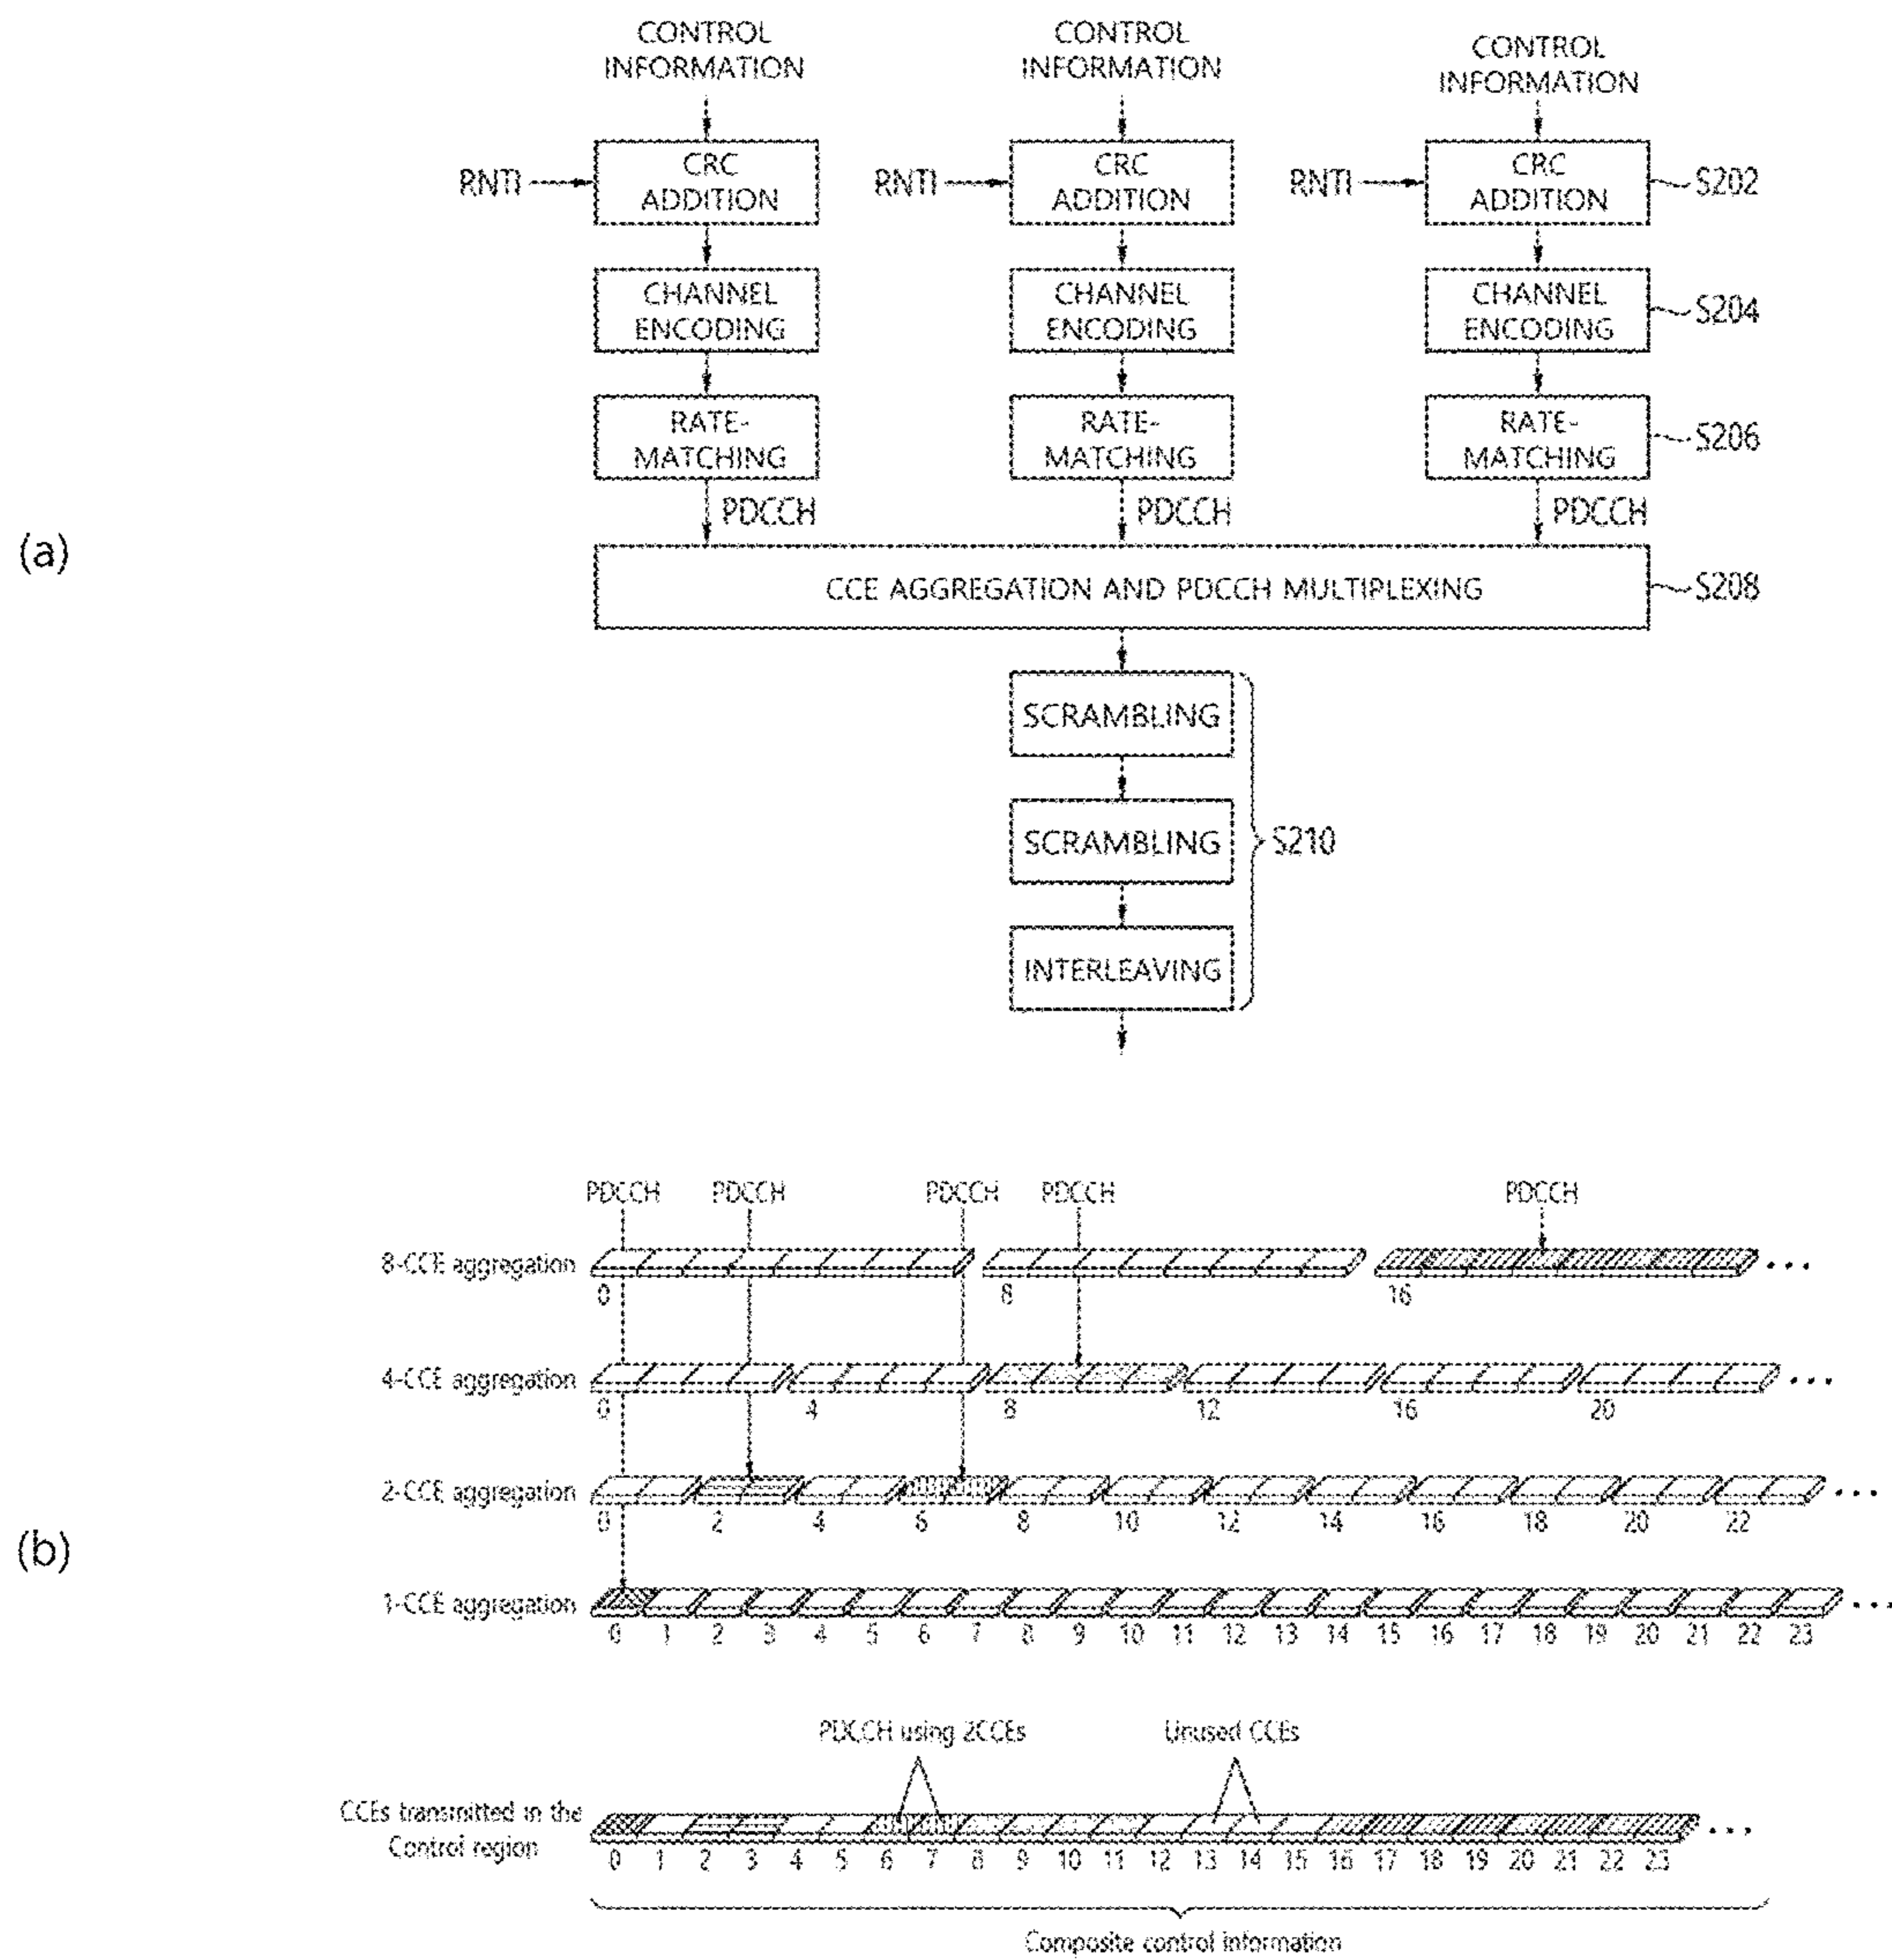 CONTROL
INFORMATION
CONTROL
INFORMATION
CONTROL
INFORMATION
RNTI
CRC
ADDITION
RNTI
CRC
ADDITION
RNTI
CRC
ADDITION
S202
CHANNEL
ENCODING
CHANNEL
ENCODING
CHANNEL
ENCODING
S204
RATE-
MATCHING
RATE-
MATCHING
RATE-
MATCHING
S206
PDCCH
PDCCH
PDCCH
(a)
CCE AGGREGATION AND PDCCH MULTIPLEXING
S208
SCRAMBLING
SCRAMBLING
S210
INTERLEAVING
PDCCH PDCCH PDCCH PDCCH PDCCH
8-CCE aggregation
...
0 8 16
4-CCE aggregation
...
0 4 8 12 16 20
2-CCE aggregation
...
0 2 4 6 8 10 12 14 16 18 20 22
(b)
1-CCE aggregation
...
0 1 2 3 4 5 6 7 8 9 10 11 12 13 14 15 16 17 18 19 20 21 22 23
PDCCH using 2CCEs
Unused CCEs
CCEs transmitted in the
Control region
...
0 1 2 3 4 5 6 7 8 9 10 11 12 13 14 15 16 17 18 19 20 21 22 23
Composite control information